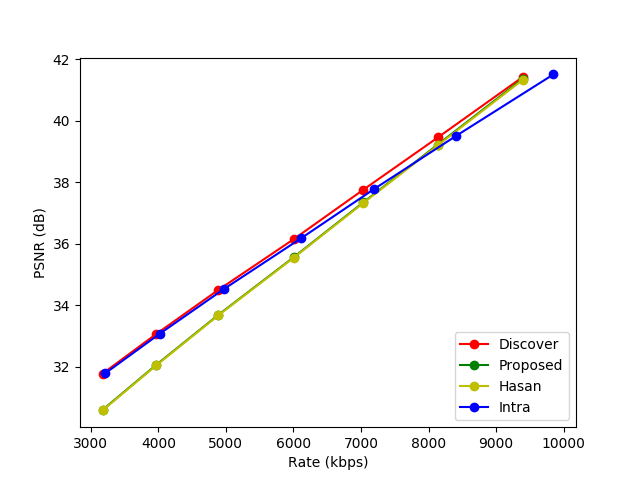 42
40
38
36
34
32
PSNR (dB)
3000 4000 5000 6000 7000 8000 9000 10000
Rate (kbps)
Discover
Proposed
Hasan
Intra